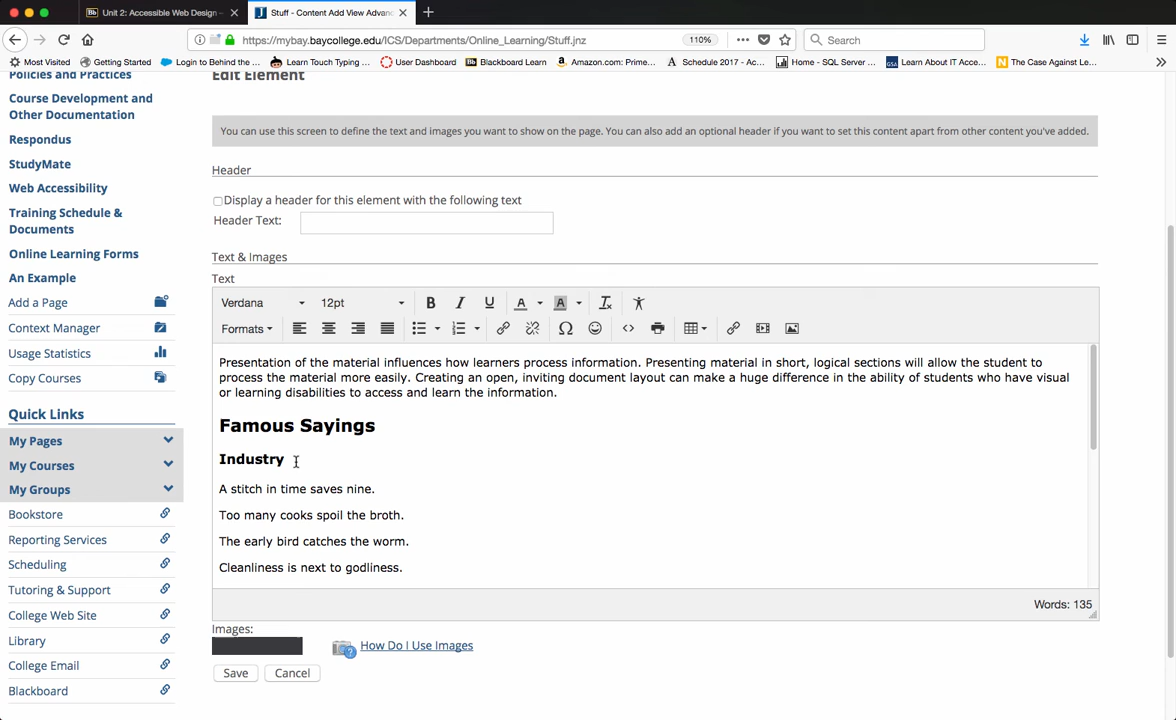 Unit 2: Accessible Web Design -
Stuff - Content Add View Advanc
https://mybay.baycollege.edu/ICS/Departments/Online_Learning/Stuff.jnz
110%
Search
Most Visited
Getting Started
Login to Behind the ...
Learn Touch Typing ...
User Dashboard
Blackboard Learn
Amazon.com: Prime...
Schedule 2017 - Ac...
Home - SQL Server ...
Learn About IT Acce...
The Case Against Le...
Policies and Practices
Course Development and
Other Documentation
Respondus
StudyMate
Web Accessibility
Training Schedule &
Documents
Online Learning Forms
An Example
Add a Page
Context Manager
Usage Statistics
Copy Courses
Quick Links
My Pages
My Courses
My Groups
Bookstore
Reporting Services
Scheduling
Tutoring & Support
College Web Site
Library
College Email
Blackboard
Edit Element
You can use this screen to define the text and images you want to show on the page. You can also add an optional header if you want to set this content apart from other content you've added.
Header
Display a header for this element with the following text
Header Text:
Text & Images
Text
Verdana
12pt
B I U A A
Formats
Presentation of the material influences how learners process information. Presenting material in short, logical sections will allow the student to
process the material more easily. Creating an open, inviting document layout can make a huge difference in the ability of students who have visual
or learning disabilities to access and learn the information.
Famous Sayings
Industry
A stitch in time saves nine.
Too many cooks spoil the broth.
The early bird catches the worm.
Cleanliness is next to godliness.
Words: 135
Images:
How Do I Use Images
Save
Cancel